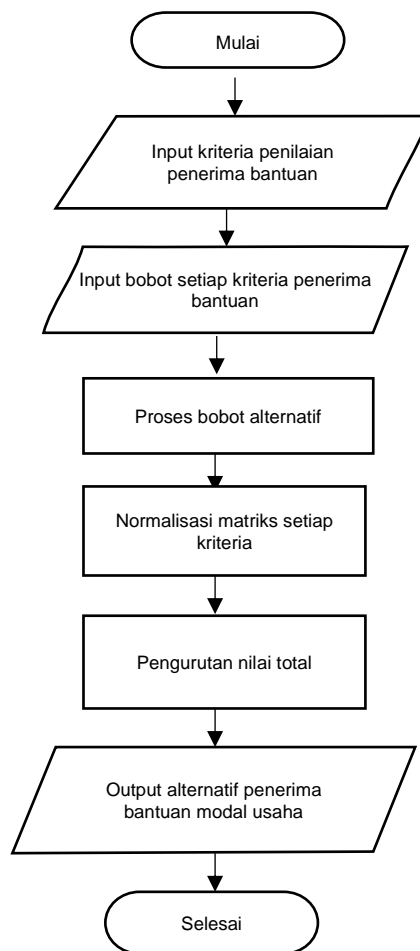 Mulai
Input kriteria penilaian
penerima bantuan
Input bobot setiap kriteria penerima
bantuan
Proses bobot alternatif
Normalisasi matriks setiap
kriteria
Pengurutan nilai total
Output alternatif penerima
bantuan modal usaha
Selesai